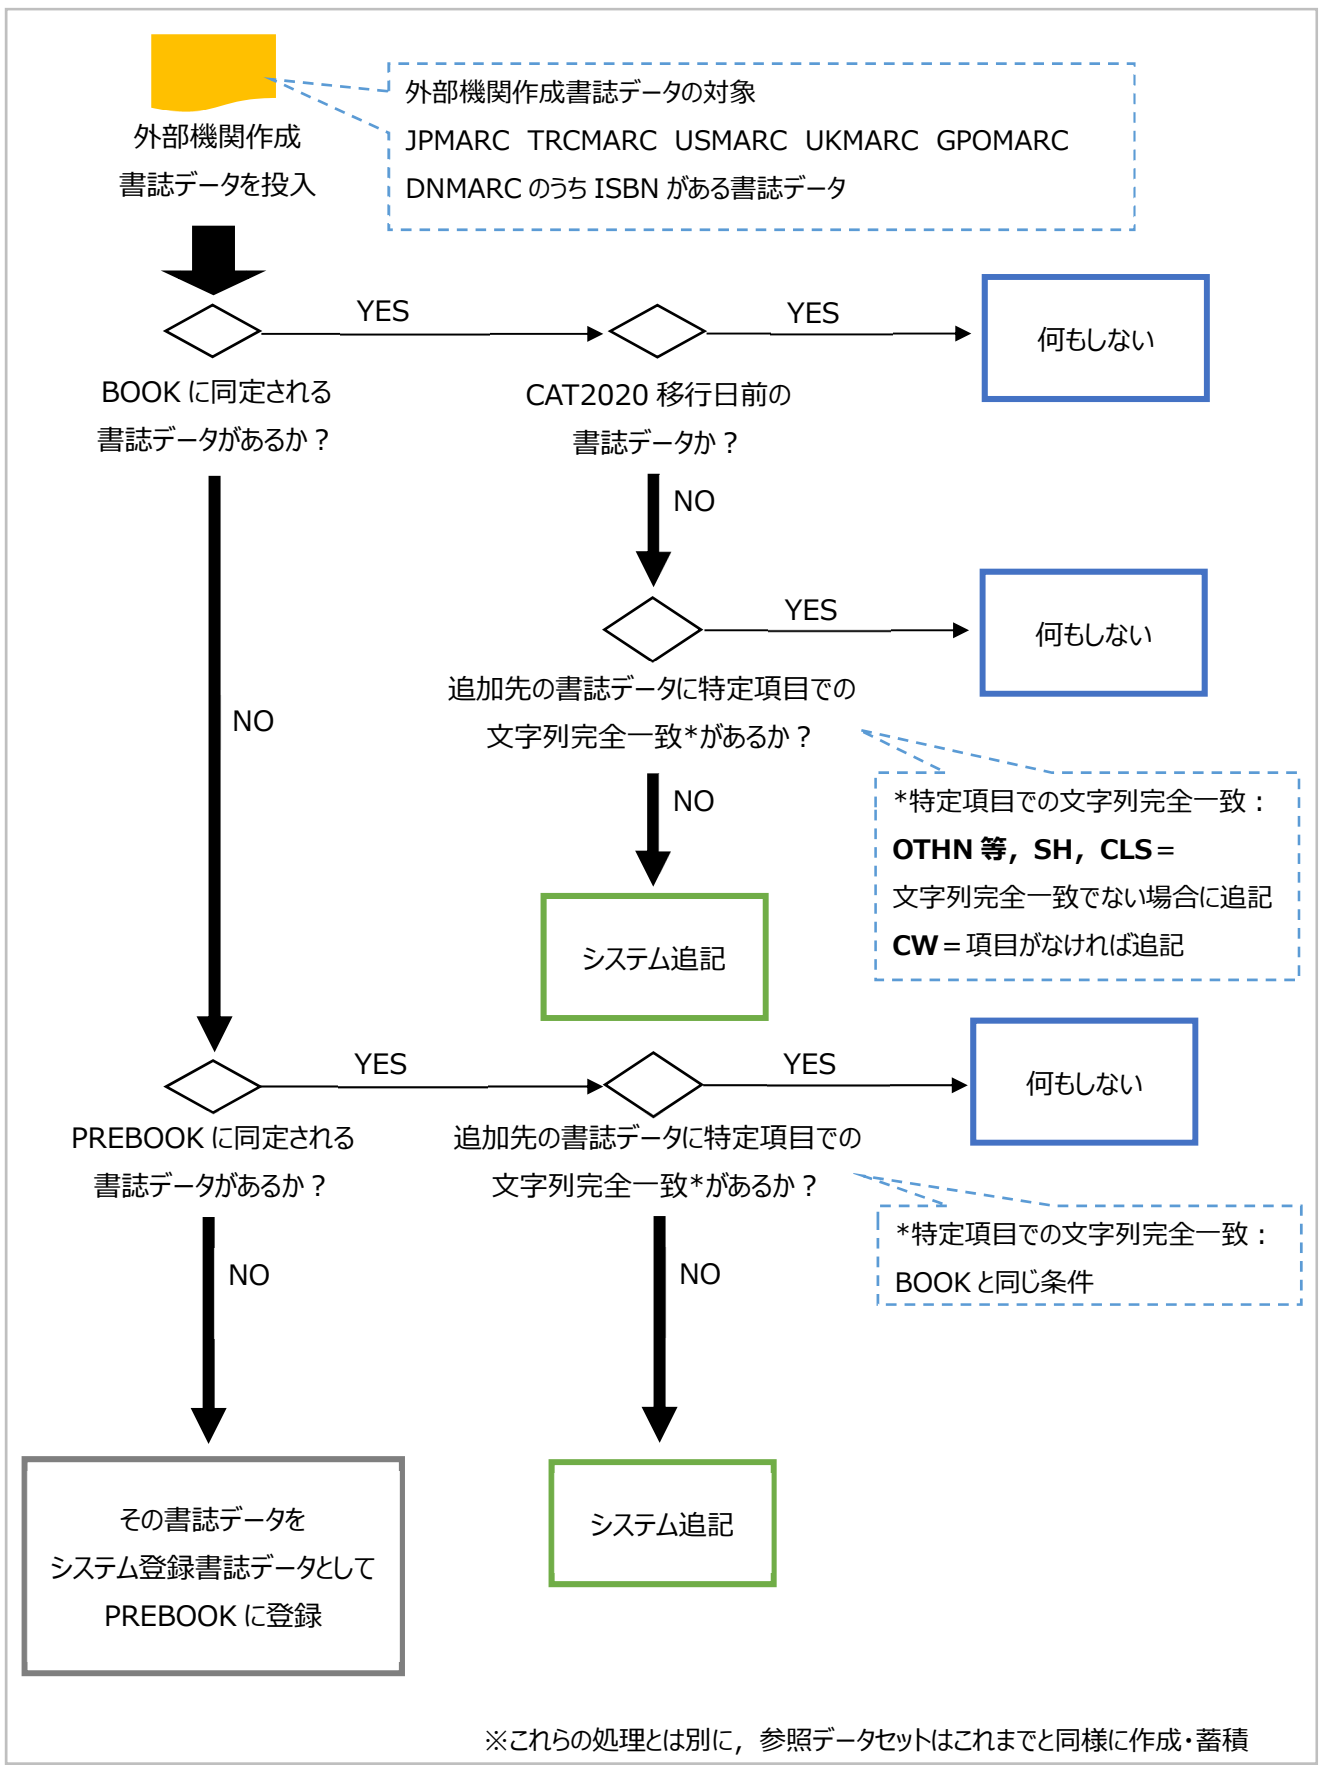 外部機関作成
書誌データを投入
外部機関作成書誌データの対象
JPMARC TRCMARC USMARC UKMARC GPOMARC
DNMARC のうち ISBN がある書誌データ
YES
YES
何もしない
BOOK に同定される
書誌データがあるか？
CAT2020 移行日前の
書誌データか？
NO
YES
何もしない
追加先の書誌データに特定項目での
文字列完全一致*があるか？
NO
NO
*特定項目での文字列完全一致：
OTHN 等，SH，CLS＝
文字列完全一致でない場合に追記
CW＝項目がなければ追記
システム追記
YES
YES
何もしない
PREBOOK に同定される
書誌データがあるか？
追加先の書誌データに特定項目での
文字列完全一致*があるか？
*特定項目での文字列完全一致：
BOOK と同じ条件
NO
NO
その書誌データを
システム登録書誌データとして
PREBOOK に登録
システム追記
※これらの処理とは別に，参照データセットはこれまでと同様に作成・蓄積